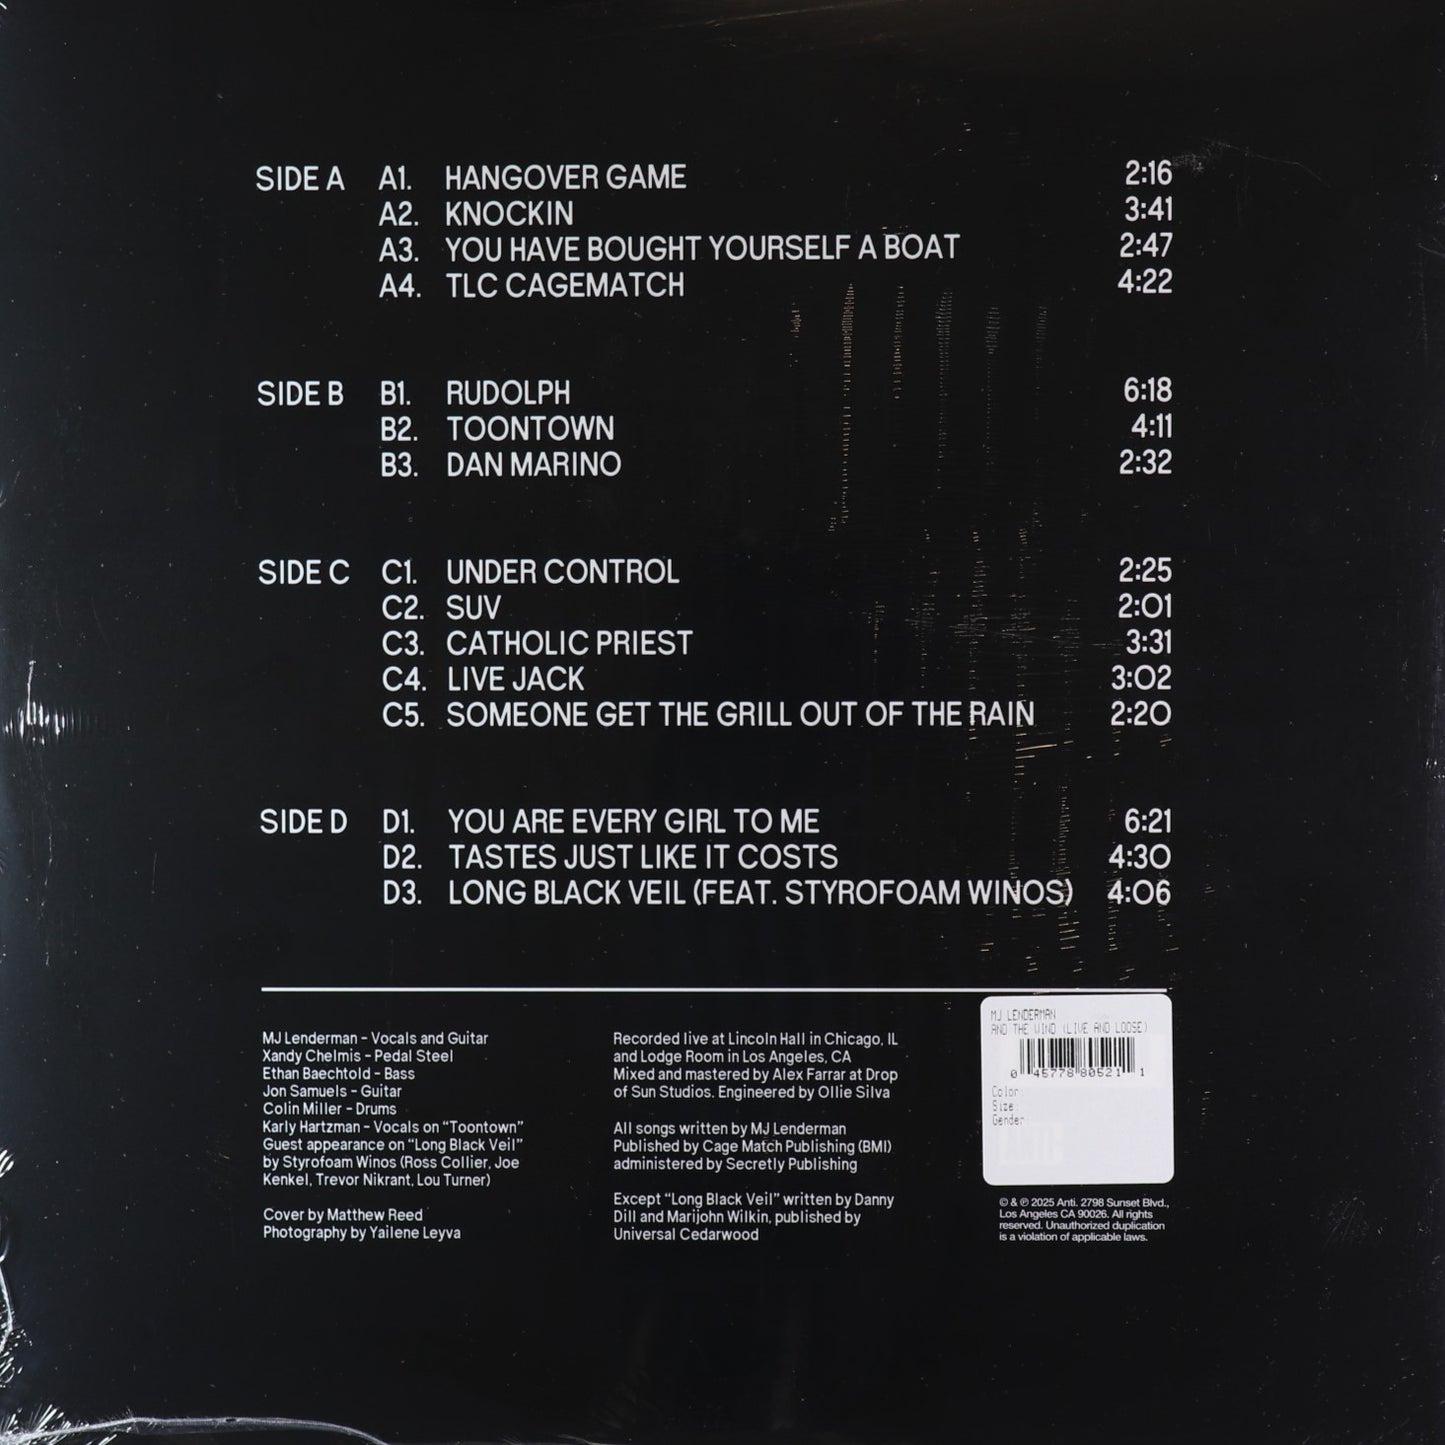 SIDE A A1. HANGOVER GAME 2:16
A2. KNOCKIN 3:41
A3. YOU HAVE BOUGHT YOURSELF A BOAT 2:47
A4. TLC CAGEMATCH 4:22
SIDE B B1. RUDOLPH 6:18
B2. TOONTOWN 4:11
B3. DAN MARINO 2:32
SIDE C C1. UNDER CONTROL 2:25
C2. SUV 2:01
C3. CATHOLIC PRIEST 3:31
C4. LIVE JACK 3:02
C5. SOMEONE GET THE GRILL OUT OF THE RAIN 2:20
SIDE D D1. YOU ARE EVERY GIRL TO ME 6:21
D2. TASTES JUST LIKE IT COSTS 4:30
D3. LONG BLACK VEIL (FEAT. STYROFOAM WINOS) 4:06
MJ Lenderman – Vocals and Guitar
Xandy Chelmis – Pedal Steel
Ethan Baechtold – Bass
Jon Samuels – Guitar
Colin Miller – Drums
Karly Hartzman – Vocals on “Toontown”
Guest appearance on “Long Black Veil”
by Styrofoam Winos (Ross Collier, Joe
Kenkel, Trevor Nikrant, Lou Turner)
Cover by Matthew Reed
Photography by Yailene Leyva
Recorded live at Lincoln Hall in Chicago, IL
and Lodge Room in Los Angeles, CA
Mixed and mastered by Alex Farrar at Drop
of Sun Studios. Engineered by Ollie Silva
All songs written by MJ Lenderman
Published by Cage Match Publishing (BMI)
administered by Secretly Publishing
Except “Long Black Veil” written by Danny
Dill and Marijohn Wilkin, published by
Universal Cedarwood
MJ LENDERMAN
AND THE WIND (LIVE AND LOOSE)
0 45778 80521 1
Color:
Size:
Gender:
ANTI
© & ℗ 2025 Anti. 2798 Sunset Blvd.,
Los Angeles CA 90026. All rights
reserved. Unauthorized duplication
is a violation of applicable laws.